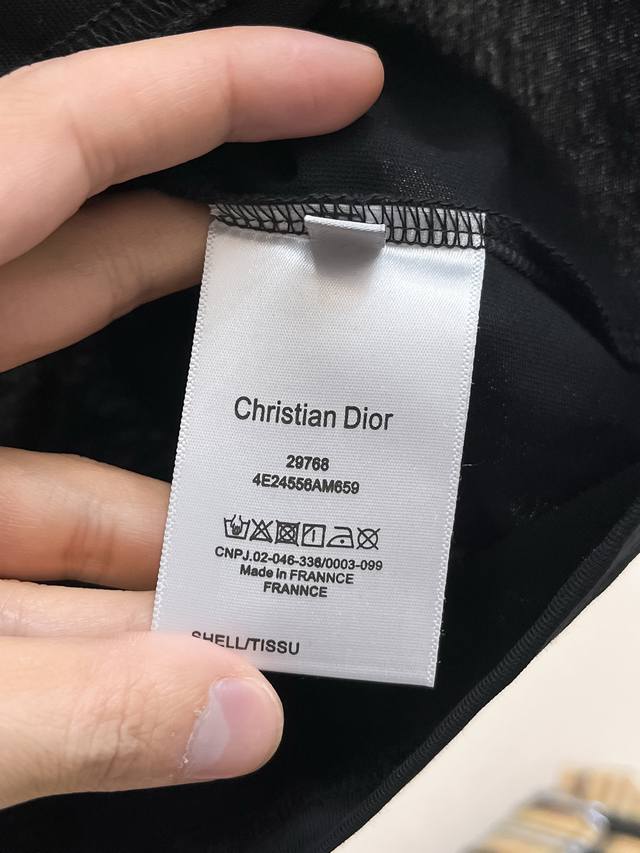 Christian Dior
29768
4E24556AM659
CNPJ.02-046-336/0003-099
Made in FRANNCE
FRANNCE
SHELL/TISSU